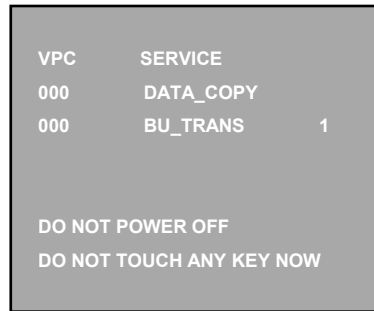 VPC SERVICE
000 DATA_COPY
000 BU_TRANS 1
DO NOT POWER OFF
DO NOT TOUCH ANY KEY NOW